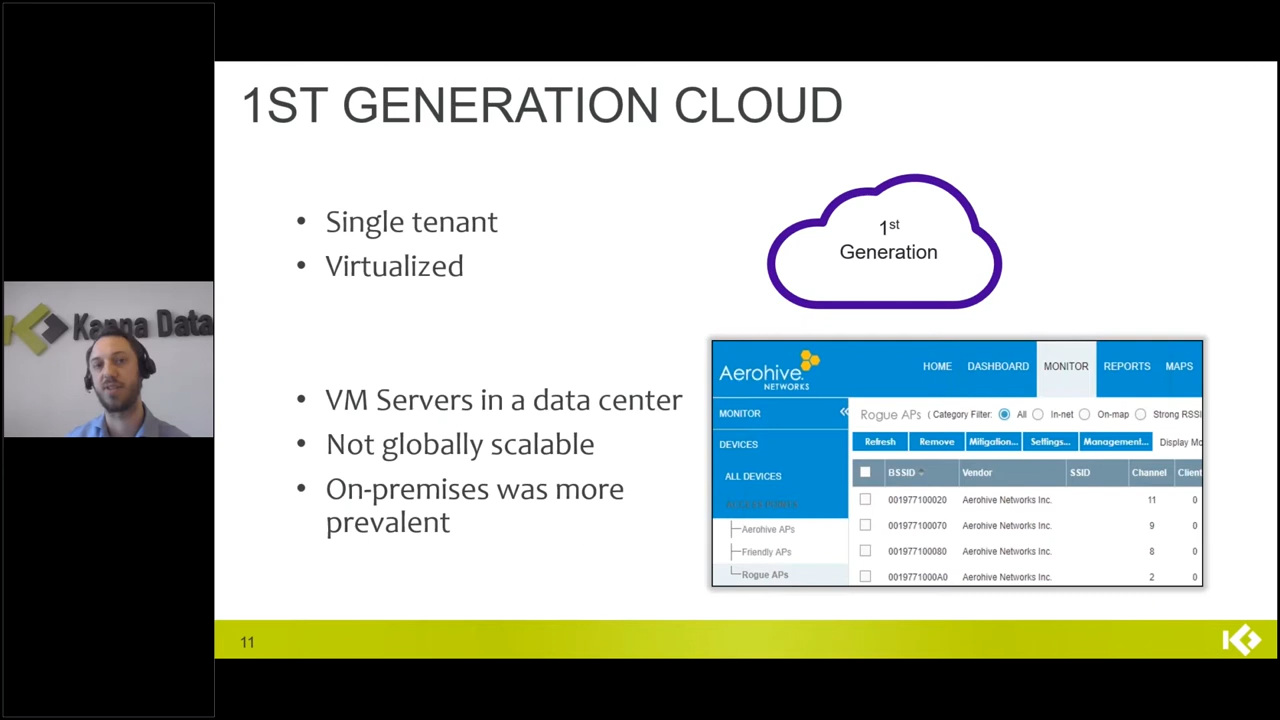 1ST GENERATION CLOUD
• Single tenant
• Virtualized
• VM Servers in a data center
• Not globally scalable
• On-premises was more
prevalent
1st
Generation
Kappa Data
Aerohive
NETWORKS
HOME DASHBOARD MONITOR REPORTS MAPS
MONITOR
DEVICES
ALL DEVICES
Aerohive APs
Friendly APs
Rogue APs
Rogue APs ( Category Filter: All In-net On-map Strong RSSI
Refresh Remove Mitigation... Settings... Management... Display Mo
BSSID Vendor SSID Channel Client
001977100020 Aerohive Networks Inc. 11 0
001977100070 Aerohive Networks Inc. 9 0
001977100080 Aerohive Networks Inc. 8 0
0019771000A0 Aerohive Networks Inc. 2 0
11